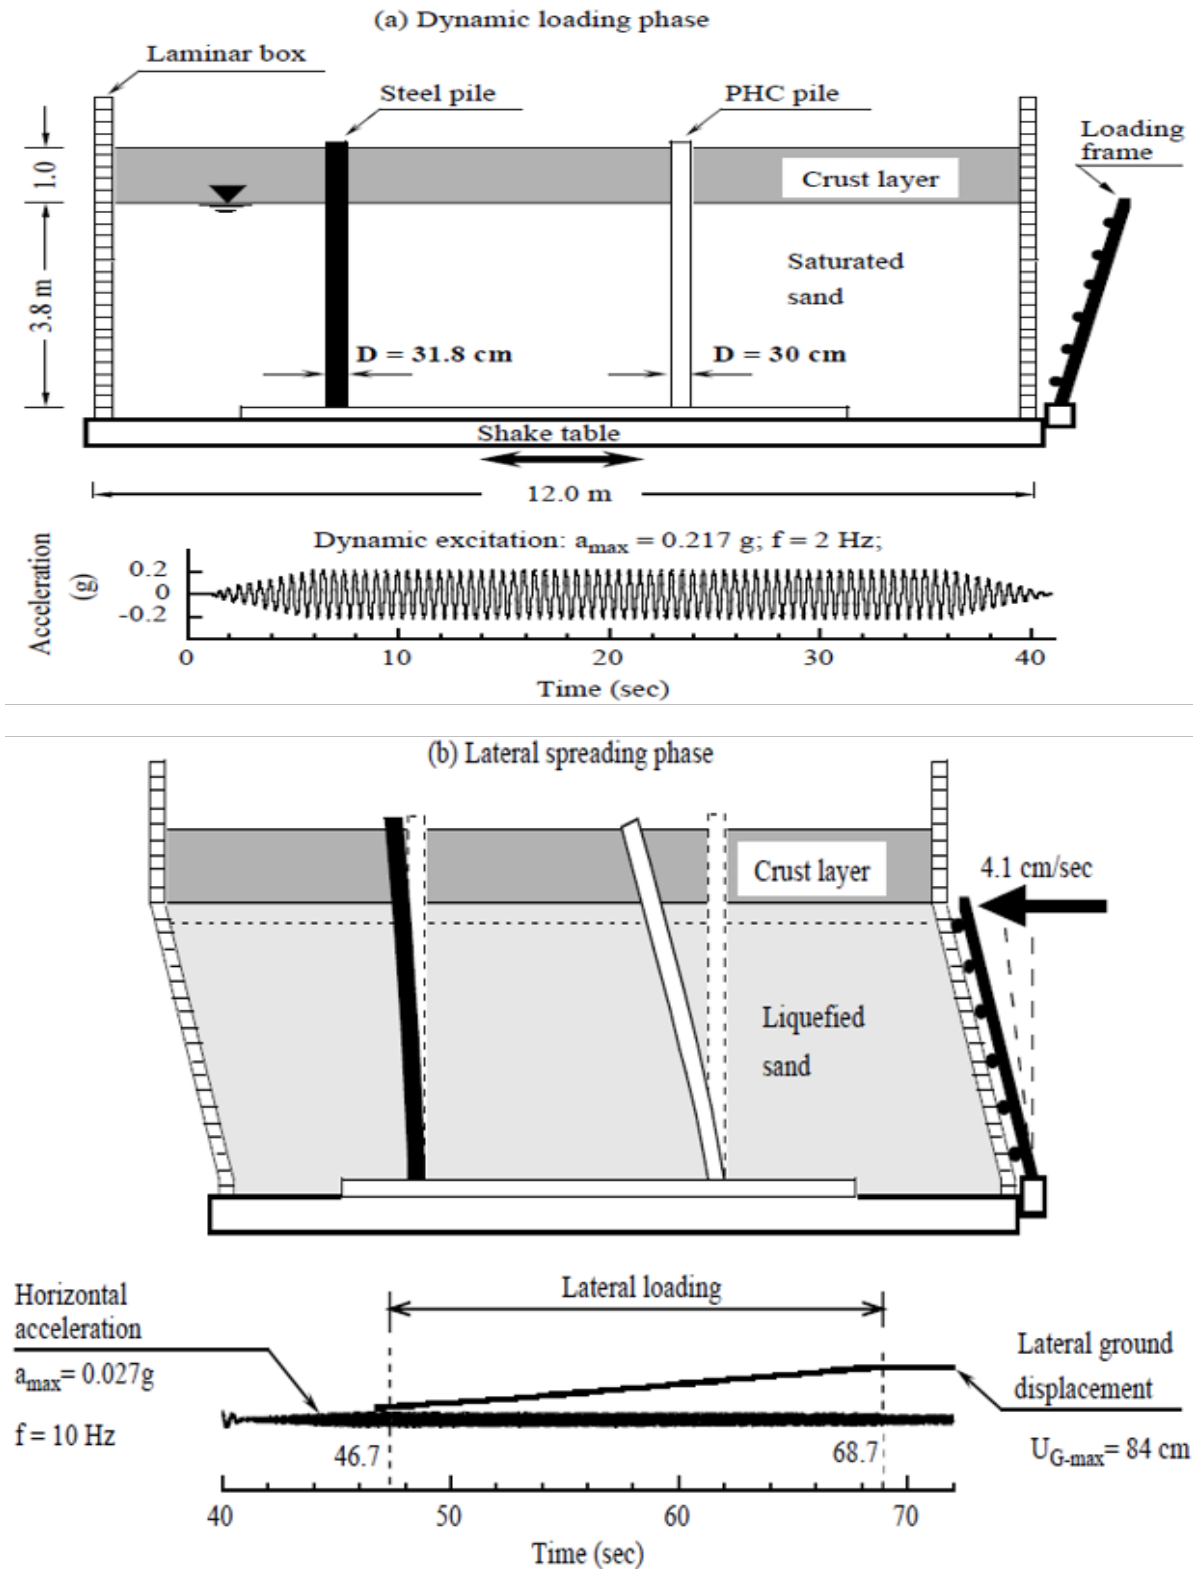 (a) Dynamic loading phase
Laminar box
Steel pile
PHC pile
Loading
frame
1.0
Crust layer
3.8 m
Saturated
sand
D = 31.8 cm
D = 30 cm
Shake table
12.0 m
Dynamic excitation: amax = 0.217 g; f = 2 Hz;
Acceleration
(g)
0.2
0
-0.2
0 10 20 30 40
Time (sec)
(b) Lateral spreading phase
Crust layer
4.1 cm/sec
Liquefied
sand
Horizontal
acceleration
amax= 0.027g
f = 10 Hz
Lateral loading
Lateral ground
displacement
UG-max= 84 cm
46.7
68.7
40 50 60 70
Time (sec)